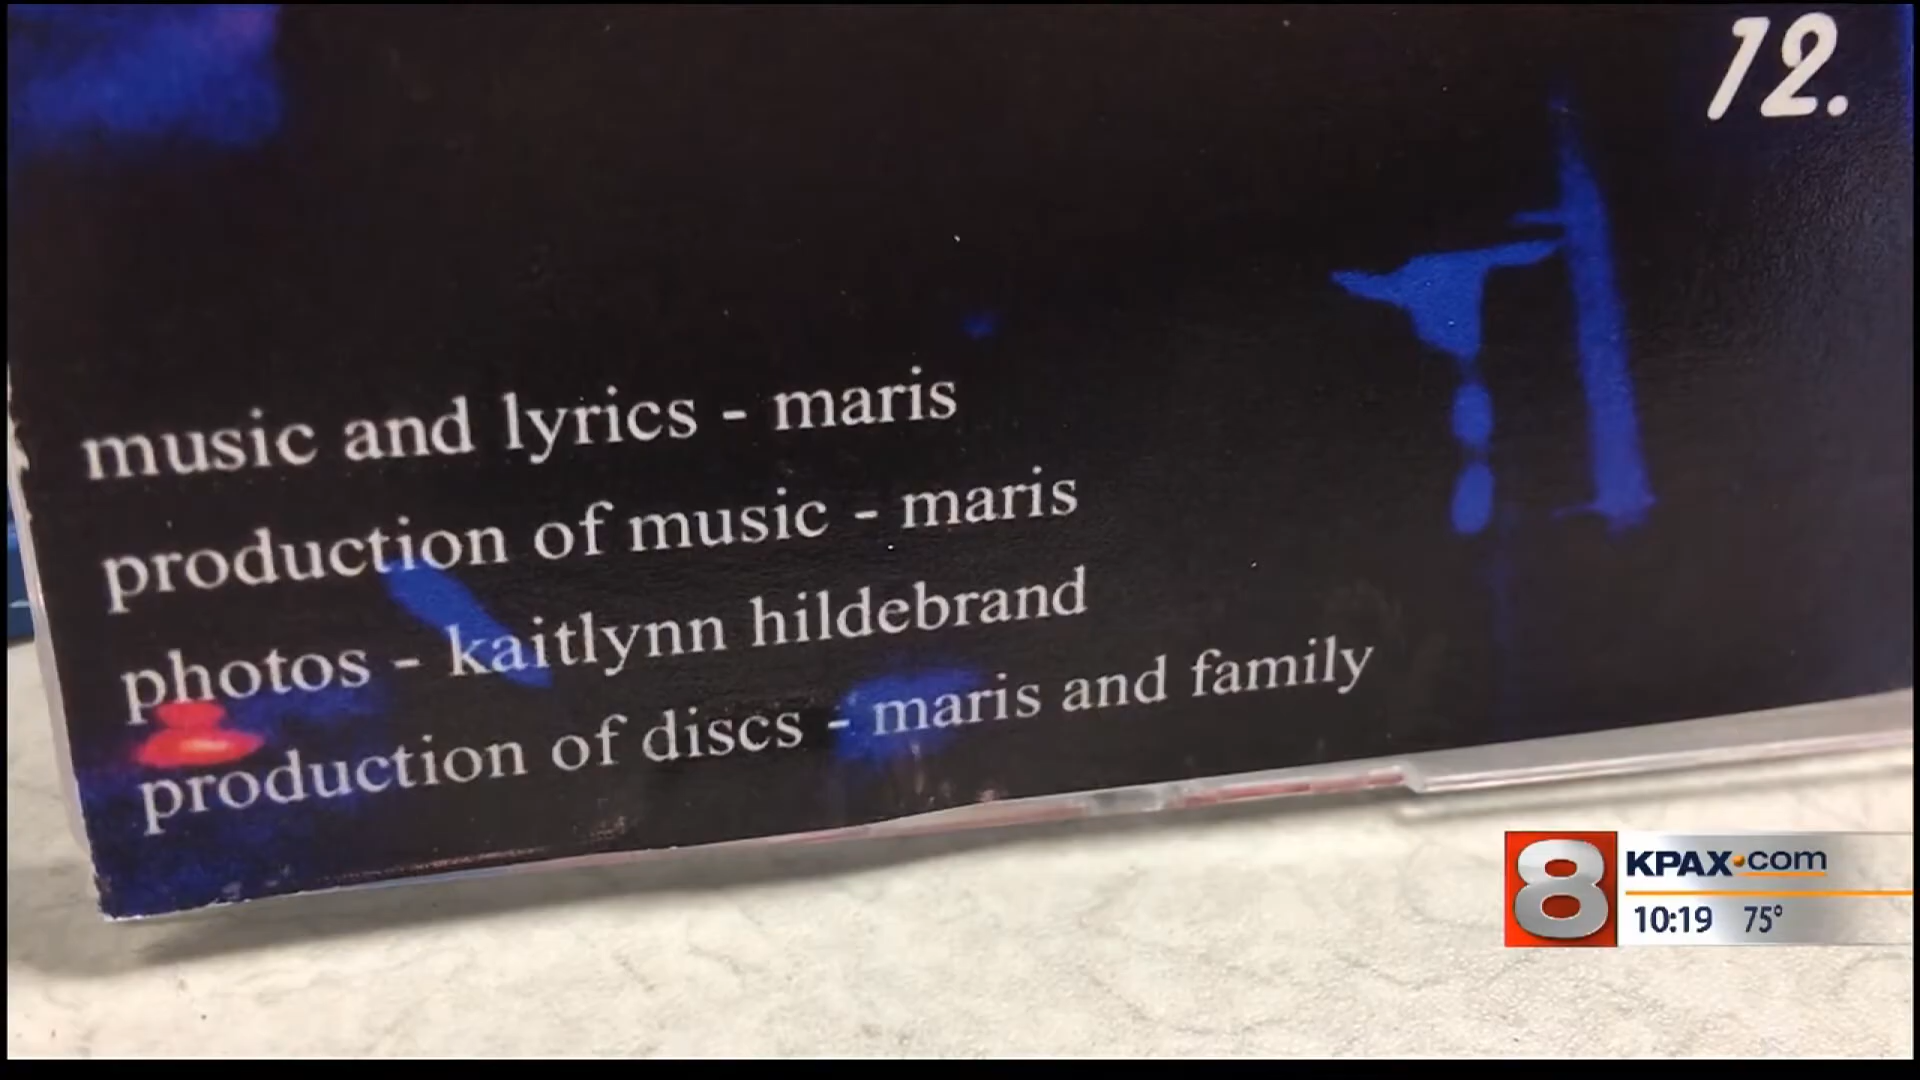 12.
music and lyrics - maris
production of music - maris
photos - kaitlynn hildebrand
production of discs - maris and family
8 KPAX.com
10:19 75°